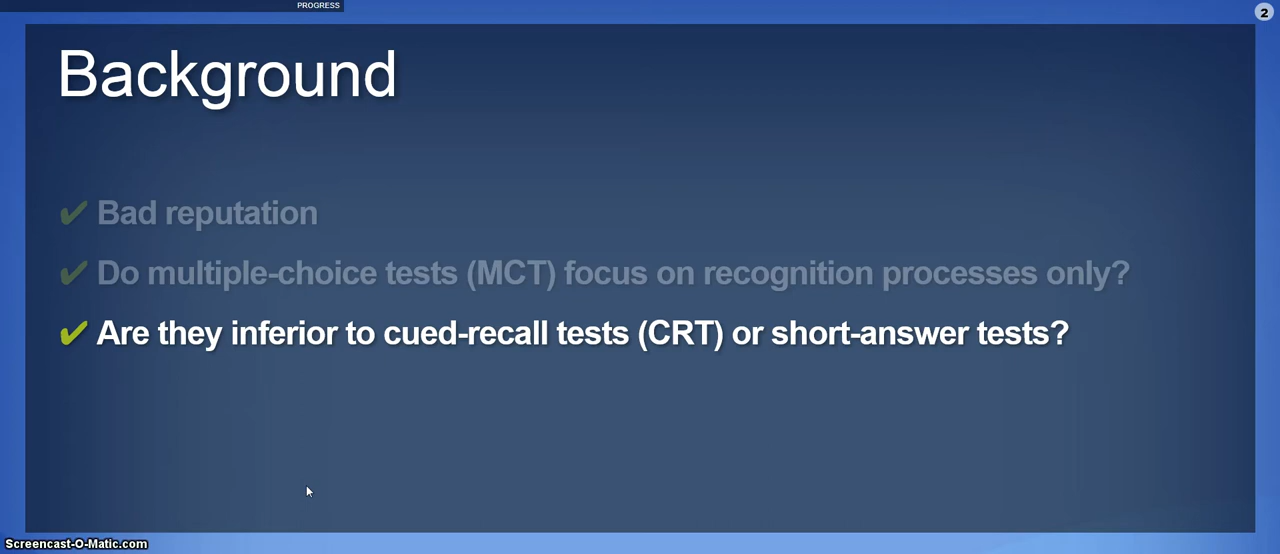 PROGRESS
2
Background
✔ Bad reputation
✔ Do multiple-choice tests (MCT) focus on recognition processes only?
✔ Are they inferior to cued-recall tests (CRT) or short-answer tests?
Screencast-O-Matic.com